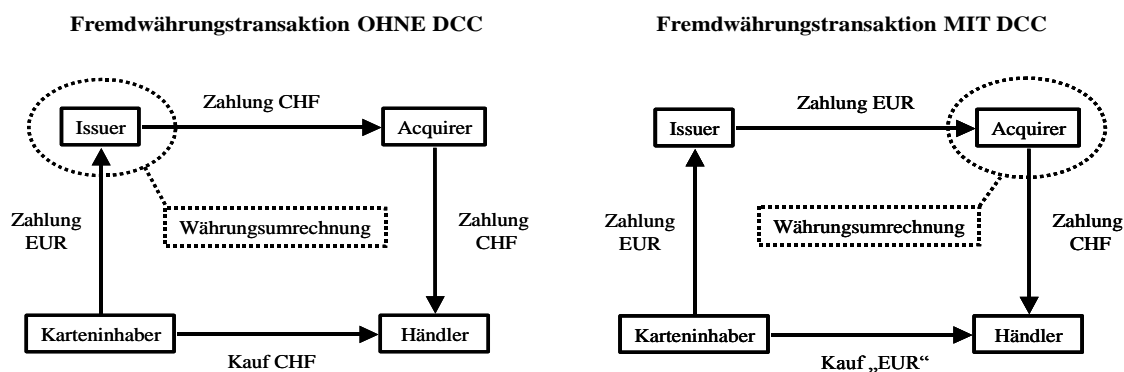 Fremdwährungstransaktion OHNE DCC
Zahlung CHF
Issuer
Acquirer
Zahlung
EUR
Währungsumrechnung
Zahlung
CHF
Karteninhaber
Händler
Kauf CHF
Fremdwährungstransaktion MIT DCC
Zahlung EUR
Issuer
Acquirer
Zahlung
EUR
Währungsumrechnung
Zahlung
CHF
Karteninhaber
Händler
Kauf „EUR“